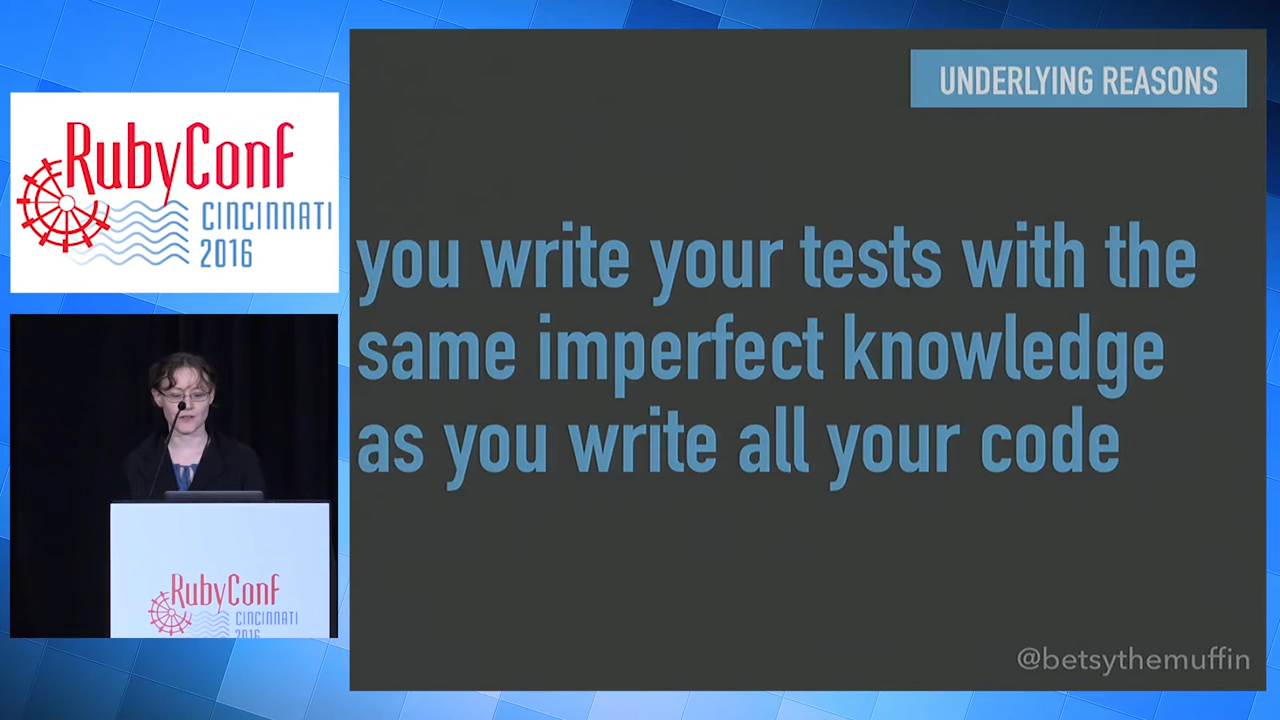 RubyConf
CINCINNATI
2016
UNDERLYING REASONS
you write your tests with the
same imperfect knowledge
as you write all your code
RubyConf
CINCINNATI
2016
@betsythemuffin